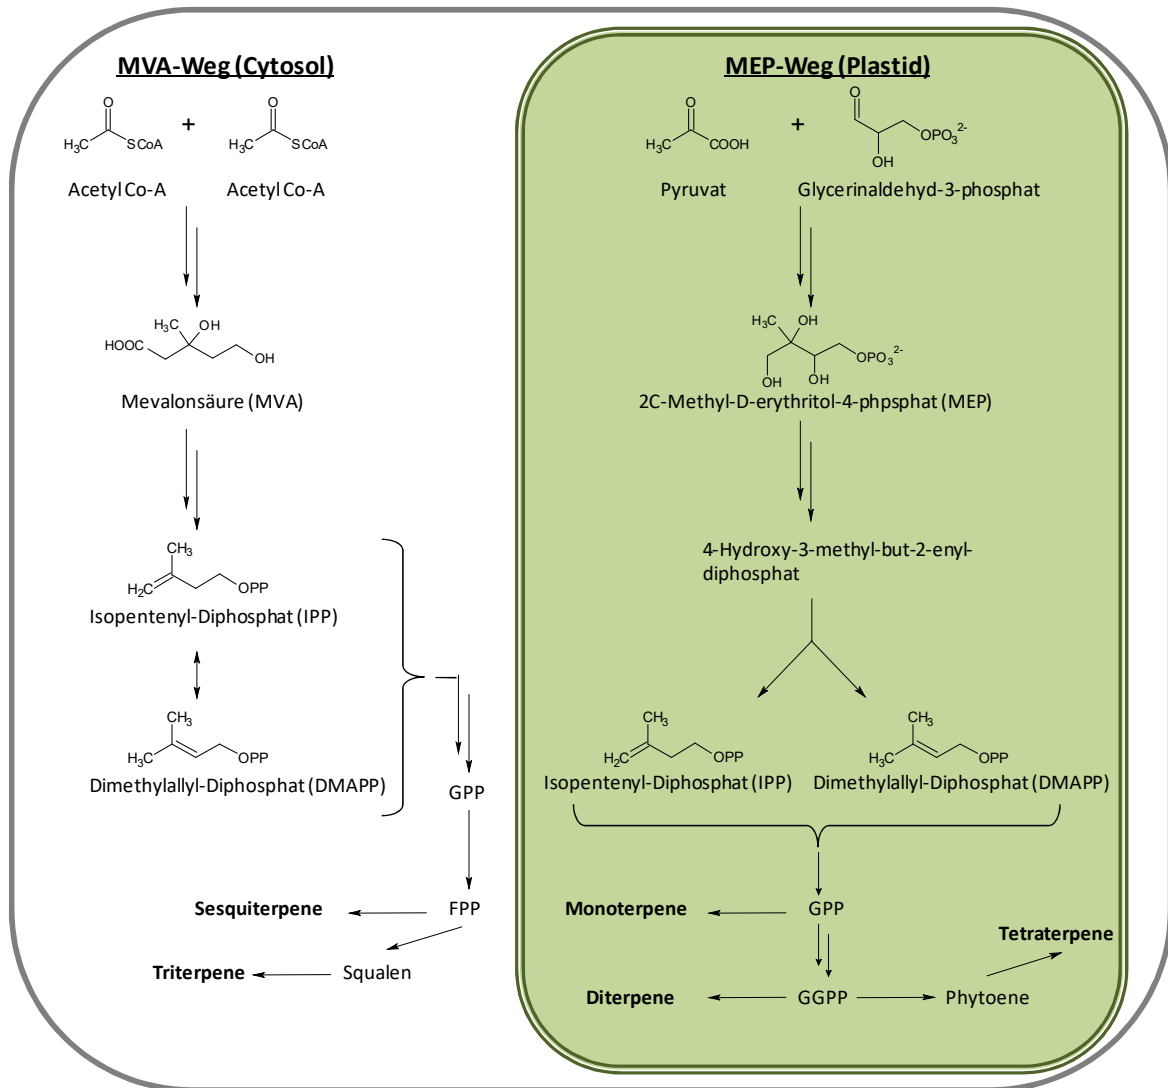 MVA-Weg (Cytosol)
O
H₃C
SCoA
+
O
H₃C
SCoA
Acetyl Co-A
Acetyl Co-A
H₃C
OH
HOOC
OH
Mevalonsäure (MVA)
CH₃
H₂C
OPP
Isopentenyl-Diphosphat (IPP)
CH₃
H₃C
OPP
Dimethylallyl-Diphosphat (DMAPP)
GPP
Sesquiterpene
FPP
Triterpene
Squalen
MEP-Weg (Plastid)
O
H₃C
COOH
+
O
OPO₃²⁻
OH
Pyruvat
Glycerinaldehyd-3-phosphat
H₃C
OH
OPO₃²⁻
OH
OH
2C-Methyl-D-erythritol-4-phpsphat (MEP)
4-Hydroxy-3-methyl-but-2-enyl-
diphosphat
CH₃
H₂C
OPP
CH₃
H₃C
OPP
Isopentenyl-Diphosphat (IPP)
Dimethylallyl-Diphosphat (DMAPP)
Monoterpene
GPP
Tetraterpene
Diterpene
GGPP
Phytoene